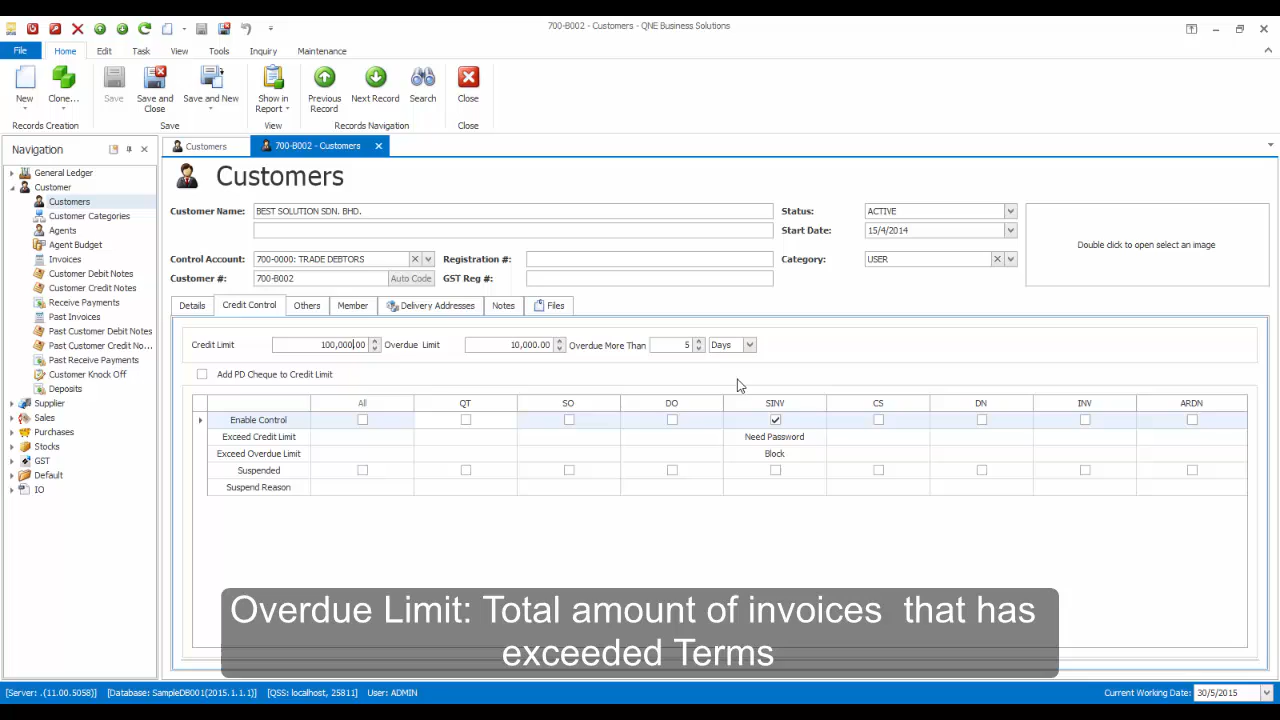 700-B002 - Customers - QNE Business Solutions
File Home Edit Task View Tools Inquiry Maintenance
New Clone... Save Save and Close Save and New Show in Report Previous Record Next Record Search Close
Records Creation Save View Records Navigation Close
Navigation
General Ledger
Customer
Customers
Customer Categories
Agents
Agent Budget
Invoices
Customer Debit Notes
Customer Credit Notes
Receive Payments
Past Invoices
Past Customer Debit Notes
Past Customer Credit No...
Past Receive Payments
Customer Knock Off
Deposits
Supplier
Sales
Purchases
Stocks
GST
Default
IO
Customers 700-B002 - Customers
Customers
Customer Name: BEST SOLUTION SDN. BHD. Status: ACTIVE
Start Date: 15/4/2014
Double click to open select an image
Control Account: 700-0000: TRADE DEBTORS Registration #: Category: USER
Customer #: 700-B002 Auto Code GST Reg #:
Details Credit Control Others Member Delivery Addresses Notes Files
Credit Limit 100,000.00 Overdue Limit 10,000.00 Overdue More Than 5 Days
Add PD Cheque to Credit Limit
All QT SO DO SINV CS DN INV ARDN
Enable Control
Exceed Credit Limit Need Password
Exceed Overdue Limit Block
Suspended
Suspend Reason
Overdue Limit: Total amount of invoices that has
exceeded Terms
[Server: .(11.00.5058)] [Database: SampleDB001(2015.1.1.1)] [QSS: localhost, 25811] User: ADMIN Current Working Date: 30/5/2015